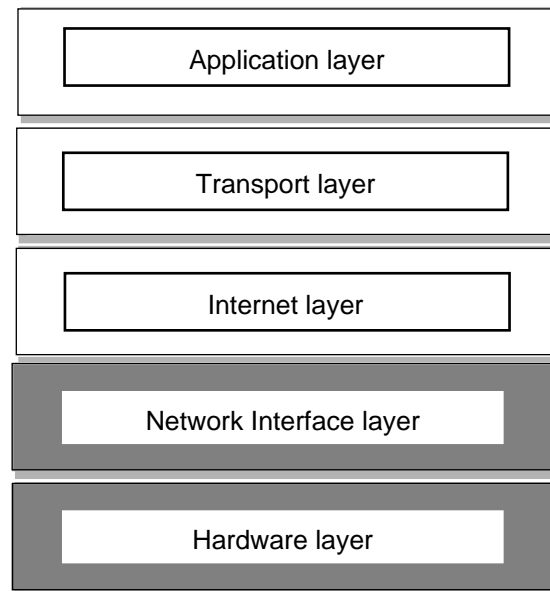 Application layer
Transport layer
Internet layer
Network Interface layer
Hardware layer